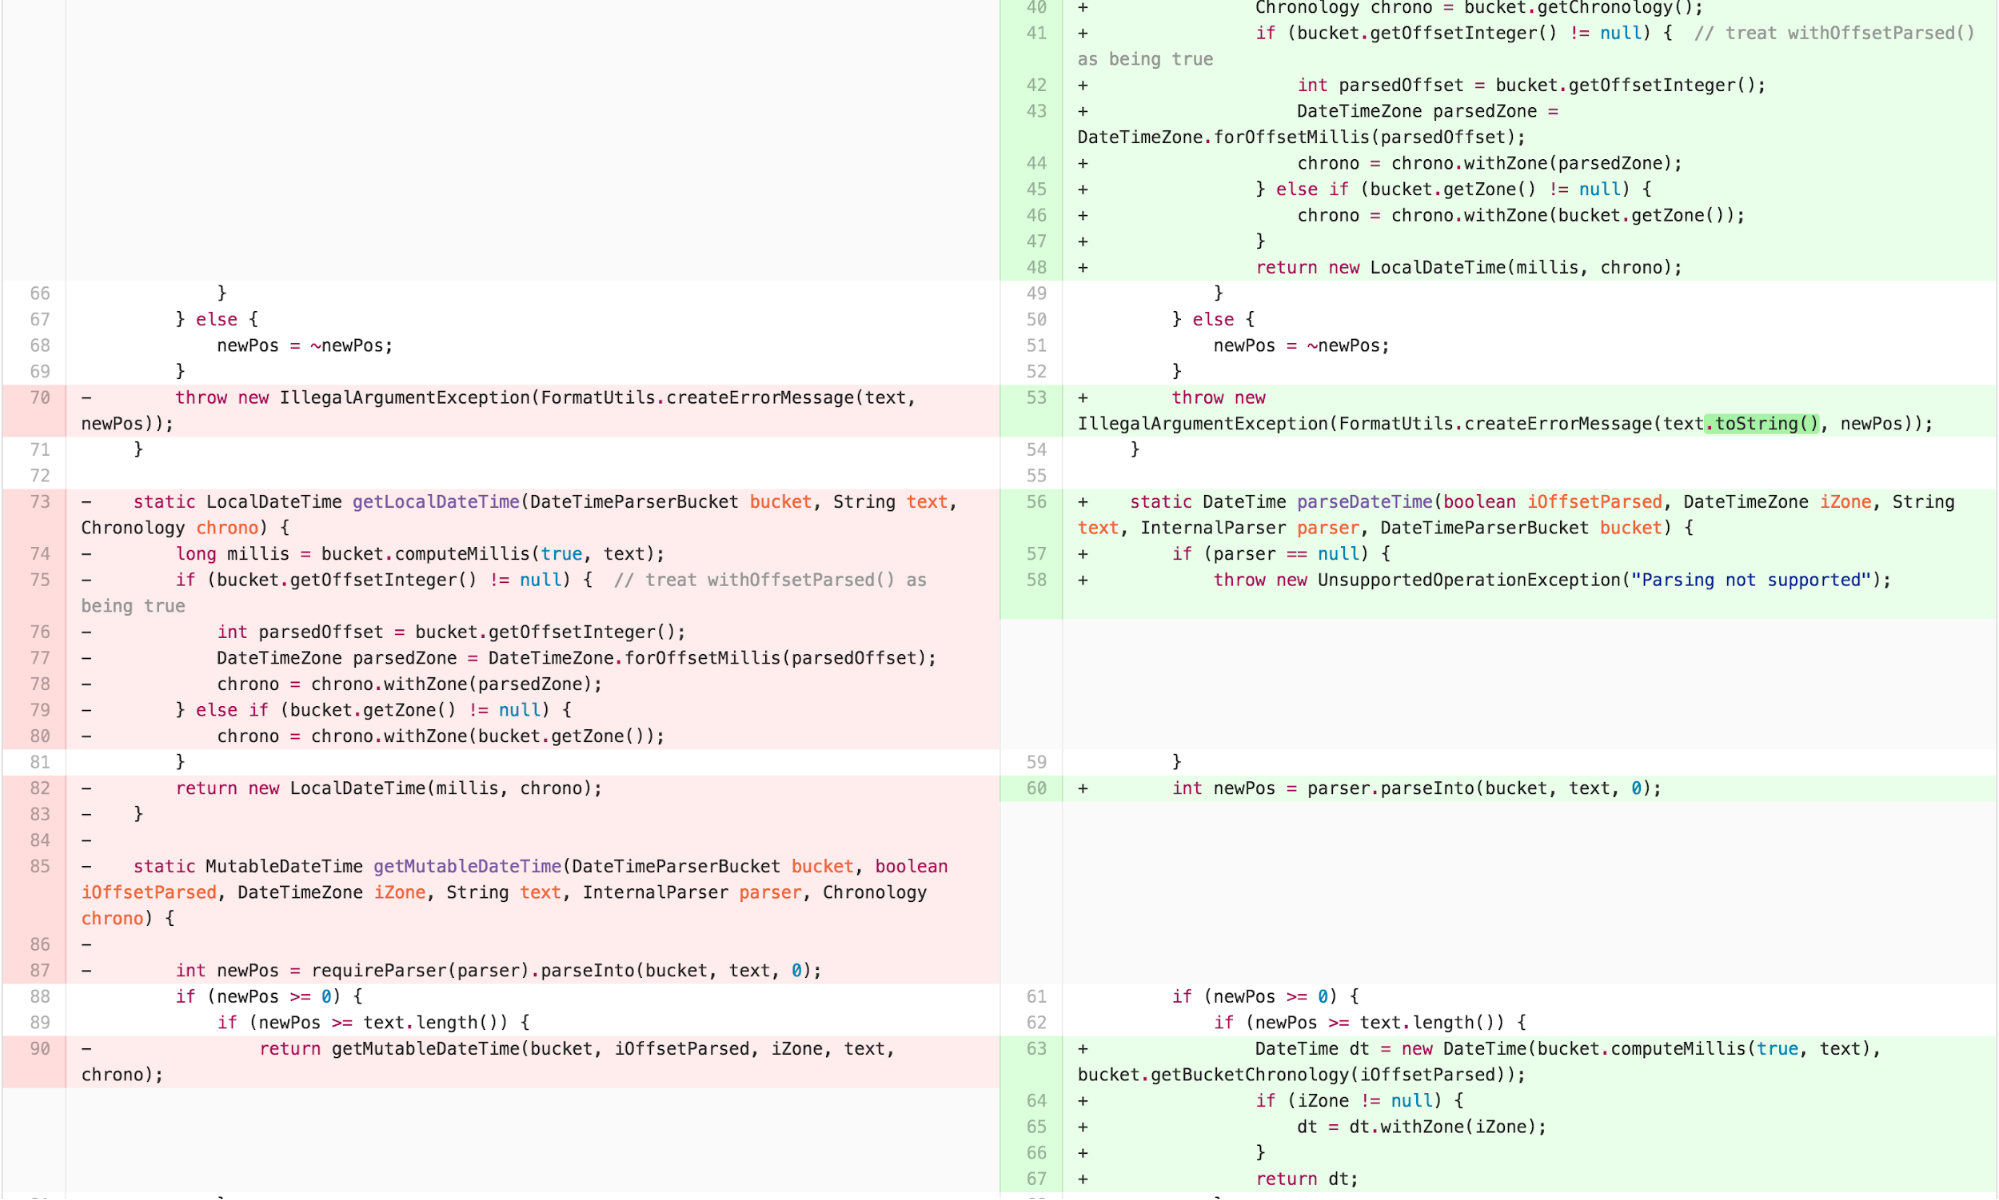 40 + Chronology chrono = bucket.getChronology();
41 + if (bucket.getOffsetInteger() != null) {  // treat withOffsetParsed()
as being true
42 + int parsedOffset = bucket.getOffsetInteger();
43 + DateTimeZone parsedZone =
DateTimeZone.forOffsetMillis(parsedOffset);
44 + chrono = chrono.withZone(parsedZone);
45 + } else if (bucket.getZone() != null) {
46 + chrono = chrono.withZone(bucket.getZone());
47 + }
48 + return new LocalDateTime(millis, chrono);
66 } 49 }
67 } else { 50 } else {
68 newPos = ~newPos; 51 newPos = ~newPos;
69 } 52 }
70 - throw new IllegalArgumentException(FormatUtils.createErrorMessage(text, 53 + throw new
newPos)); IllegalArgumentException(FormatUtils.createErrorMessage(text.toString(), newPos));
71 } 54 }
72 55
73 - static LocalDateTime getLocalDateTime(DateTimeParserBucket bucket, String text, 56 + static DateTime parseDateTime(boolean iOffsetParsed, DateTimeZone iZone, String
Chronology chrono) { text, InternalParser parser, DateTimeParserBucket bucket) {
74 - long millis = bucket.computeMillis(true, text); 57 + if (parser == null) {
75 - if (bucket.getOffsetInteger() != null) {  // treat withOffsetParsed() as 58 + throw new UnsupportedOperationException("Parsing not supported");
being true
76 - int parsedOffset = bucket.getOffsetInteger();
77 - DateTimeZone parsedZone = DateTimeZone.forOffsetMillis(parsedOffset);
78 - chrono = chrono.withZone(parsedZone);
79 - } else if (bucket.getZone() != null) {
80 - chrono = chrono.withZone(bucket.getZone());
81 } 59 }
82 - return new LocalDateTime(millis, chrono); 60 + int newPos = parser.parseInto(bucket, text, 0);
83 - }
84 -
85 - static MutableDateTime getMutableDateTime(DateTimeParserBucket bucket, boolean
iOffsetParsed, DateTimeZone iZone, String text, InternalParser parser, Chronology
chrono) {
86 -
87 - int newPos = requireParser(parser).parseInto(bucket, text, 0);
88 if (newPos >= 0) { 61 if (newPos >= 0) {
89 if (newPos >= text.length()) { 62 if (newPos >= text.length()) {
90 - return getMutableDateTime(bucket, iOffsetParsed, iZone, text, 63 + DateTime dt = new DateTime(bucket.computeMillis(true, text),
chrono); bucket.getBucketChronology(iOffsetParsed));
64 + if (iZone != null) {
65 + dt = dt.withZone(iZone);
66 + }
67 + return dt;